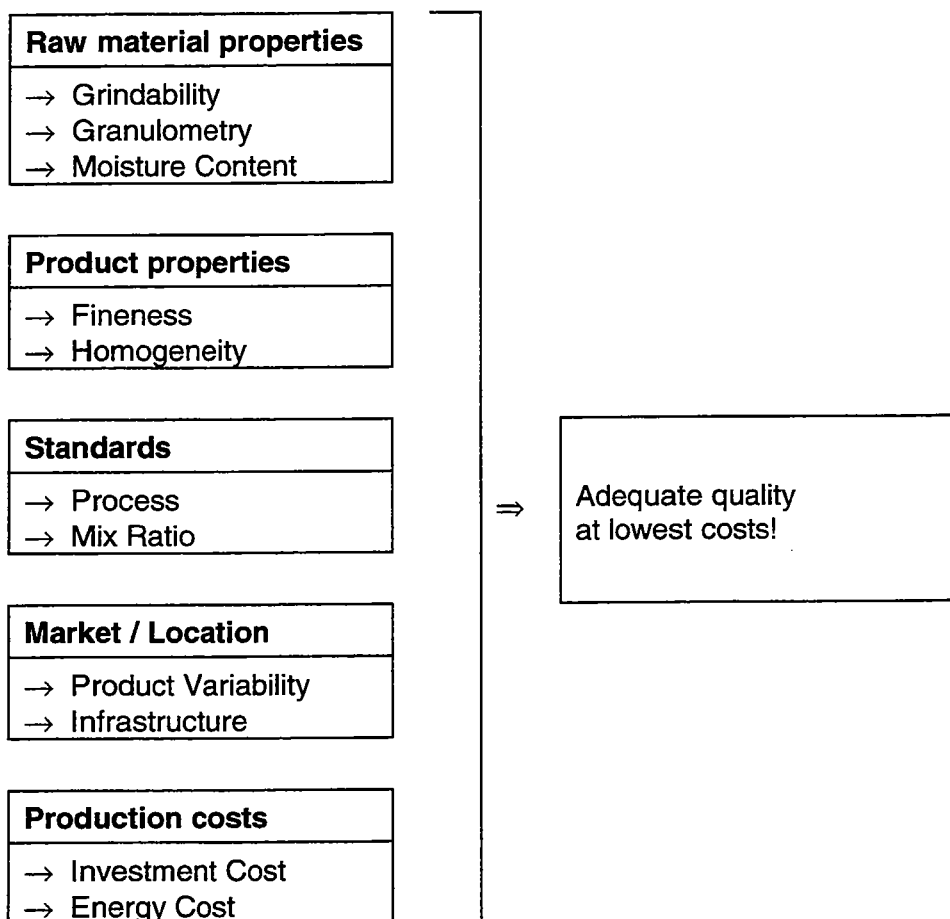 Raw material properties
→ Grindability
→ Granulometry
→ Moisture Content
Product properties
→ Fineness
→ Homogeneity
Standards
→ Process
→ Mix Ratio
Market / Location
→ Product Variability
→ Infrastructure
Production costs
→ Investment Cost
→ Energy Cost
⇒
Adequate quality
at lowest costs!